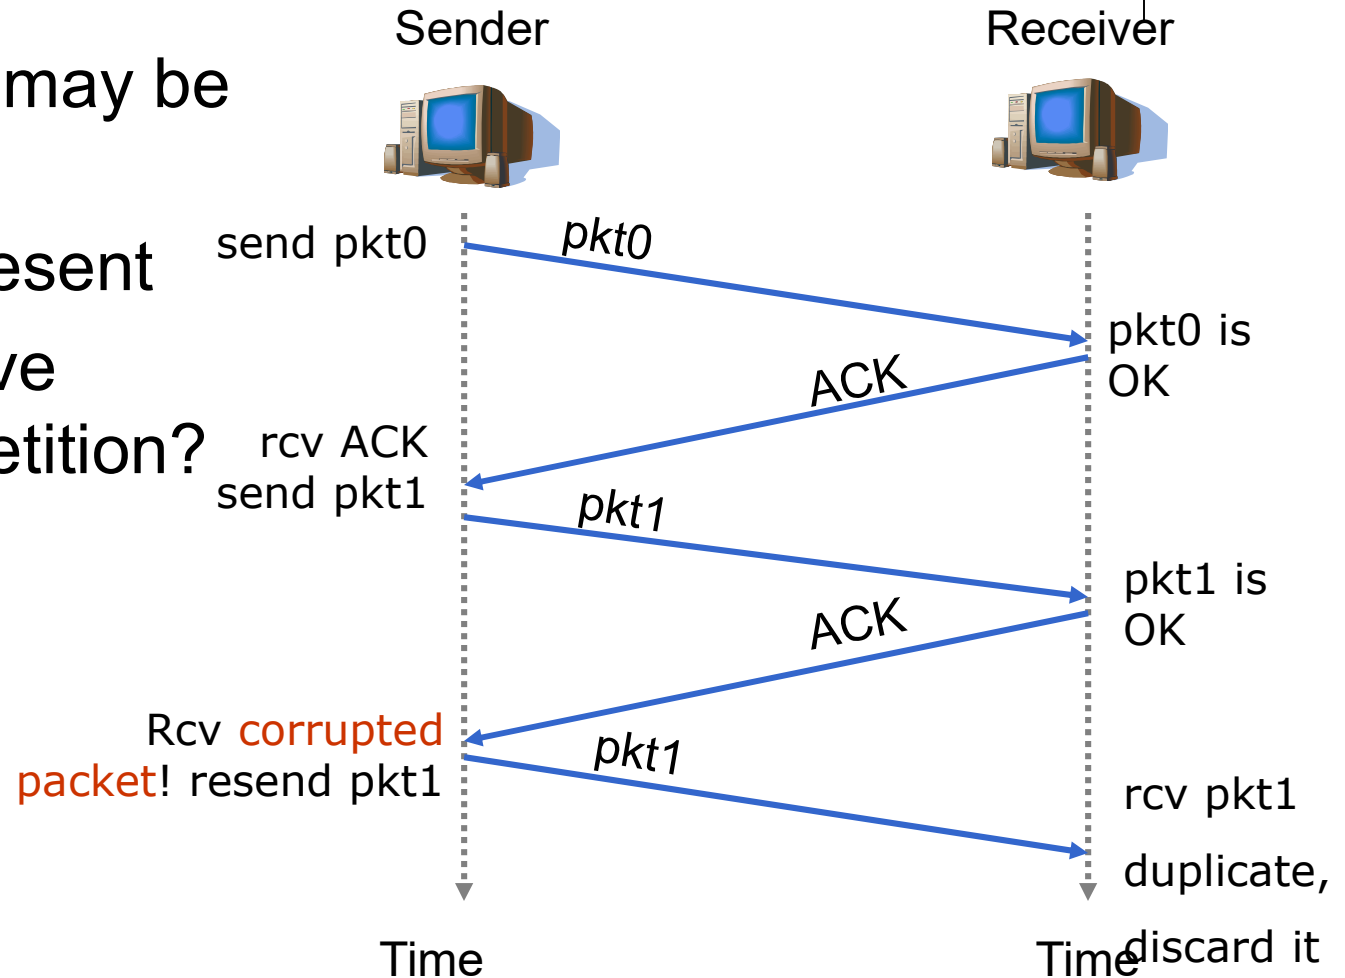 Sender
Receiver
may be
send pkt0
pkt0
esent
pkt0 is
OK
ve
ACK
etition?
rcv ACK
send pkt1
pkt1
pkt1 is
OK
ACK
Rcv corrupted
packet! resend pkt1
pkt1
rcv pkt1
duplicate,
discard it
Time
Time